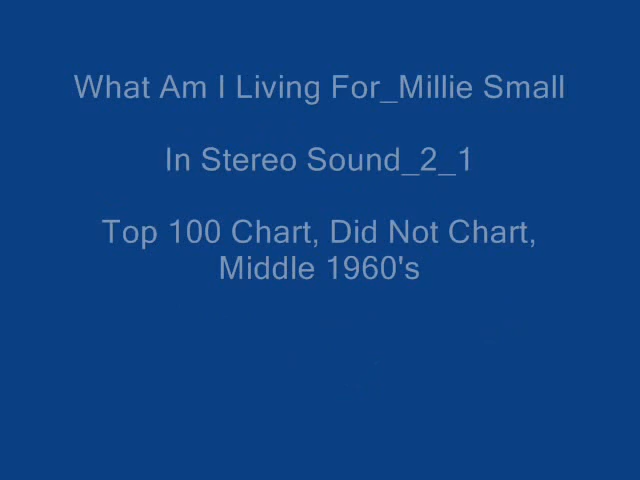 What Am I Living For_Millie Small
In Stereo Sound_2_1
Top 100 Chart, Did Not Chart,
Middle 1960's